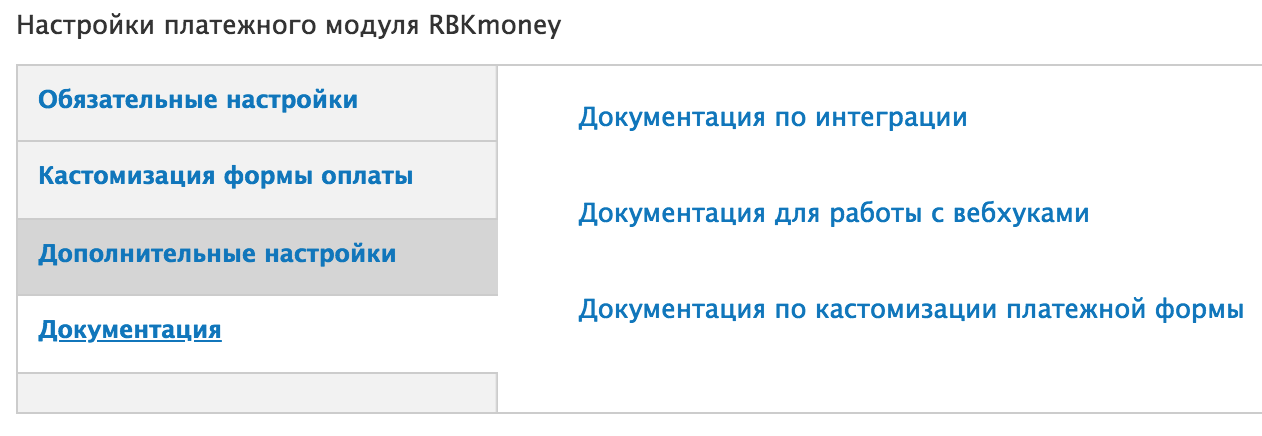 Настройки платежного модуля RBKmoney
Обязательные настройки
Кастомизация формы оплаты
Дополнительные настройки
Документация
Документация по интеграции
Документация для работы с вебхуками
Документация по кастомизации платежной формы